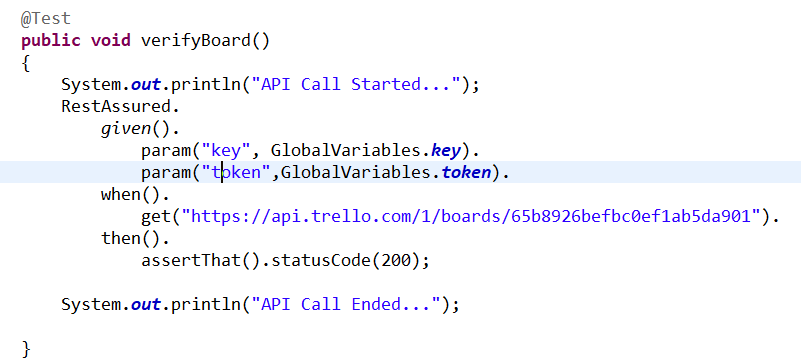 @Test
public void verifyBoard()
{
    System.out.println("API Call Started...");
    RestAssured.
        given().
            param("key", GlobalVariables.key).
            param("token",GlobalVariables.token).
        when().
            get("https://api.trello.com/1/boards/65b8926befbc0ef1ab5da901").
        then().
            assertThat().statusCode(200);
    System.out.println("API Call Ended...");
}